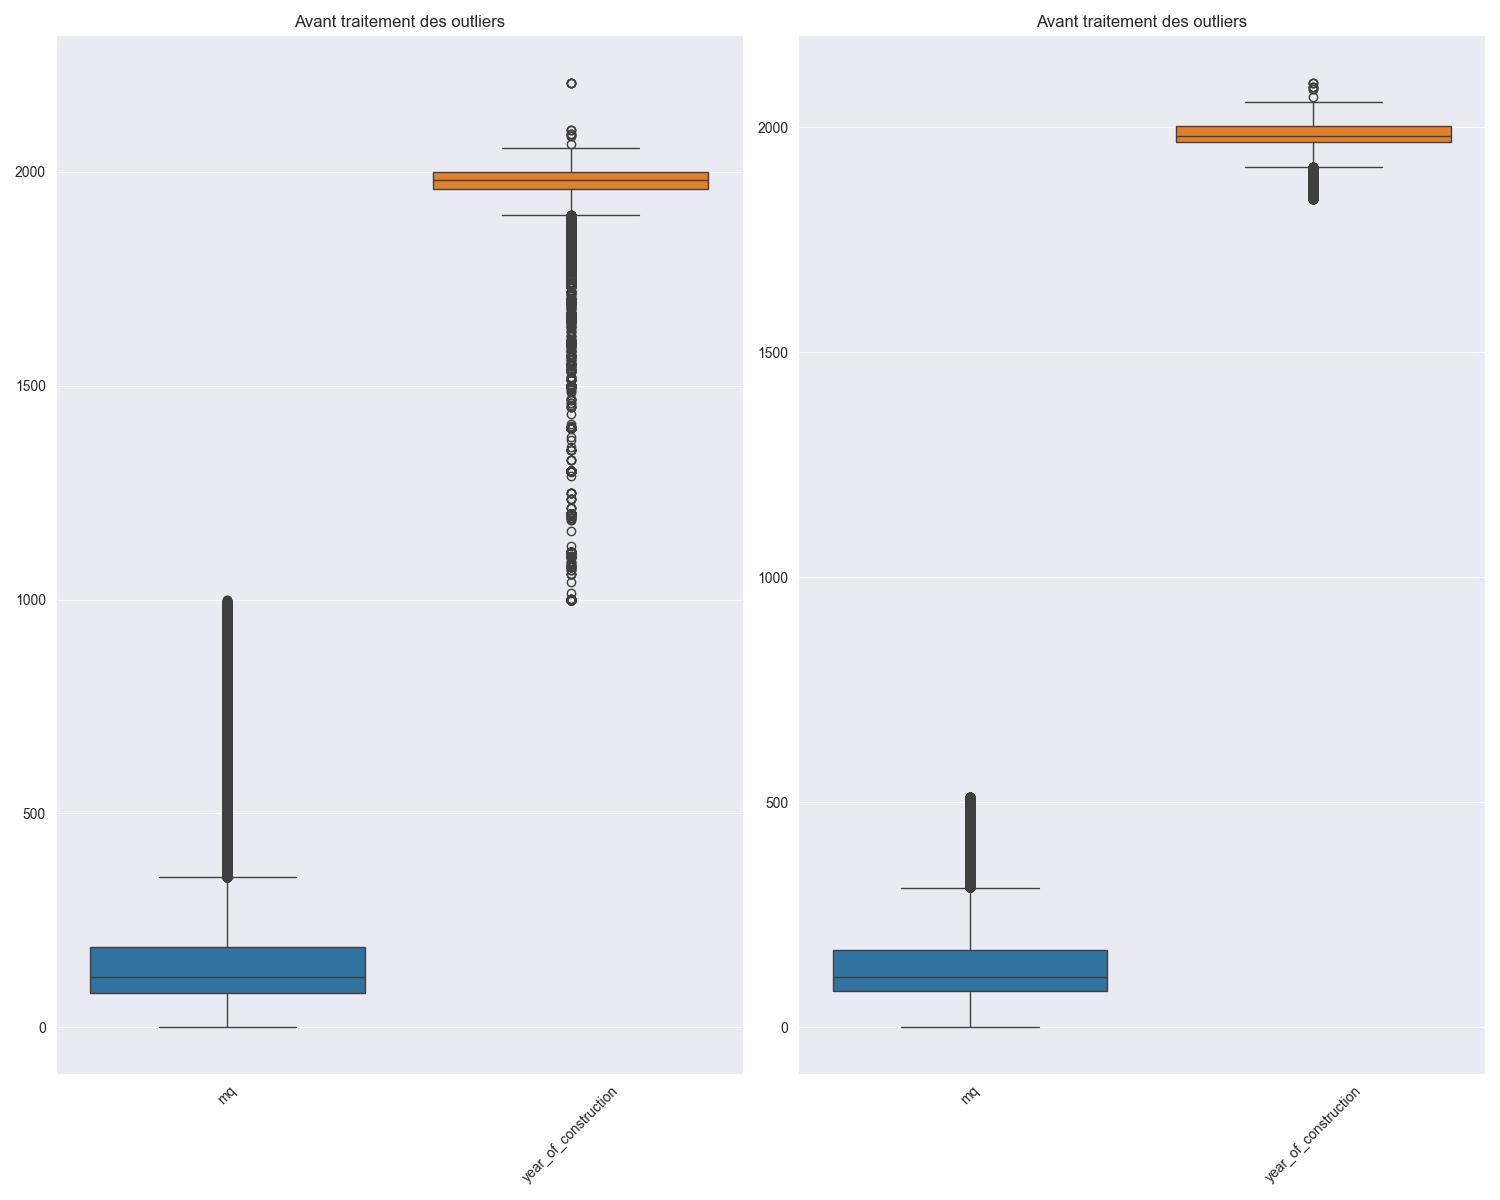 Avant traitement des outliers
2000
1500
1000
500
0
mq
year_of_construction
Avant traitement des outliers
2000
1500
1000
500
0
mq
year_of_construction